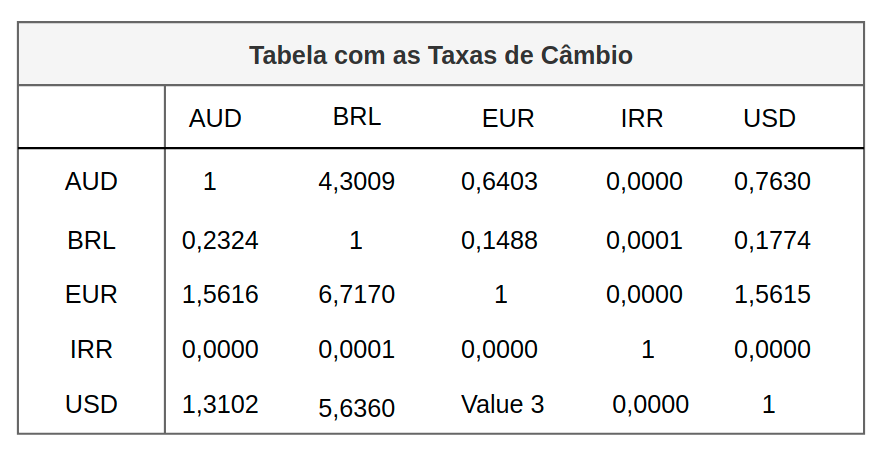 Tabela com as Taxas de Câmbio
AUD BRL EUR IRR USD
AUD 1 4,3009 0,6403 0,0000 0,7630
BRL 0,2324 1 0,1488 0,0001 0,1774
EUR 1,5616 6,7170 1 0,0000 1,5615
IRR 0,0000 0,0001 0,0000 1 0,0000
USD 1,3102 5,6360 Value 3 0,0000 1